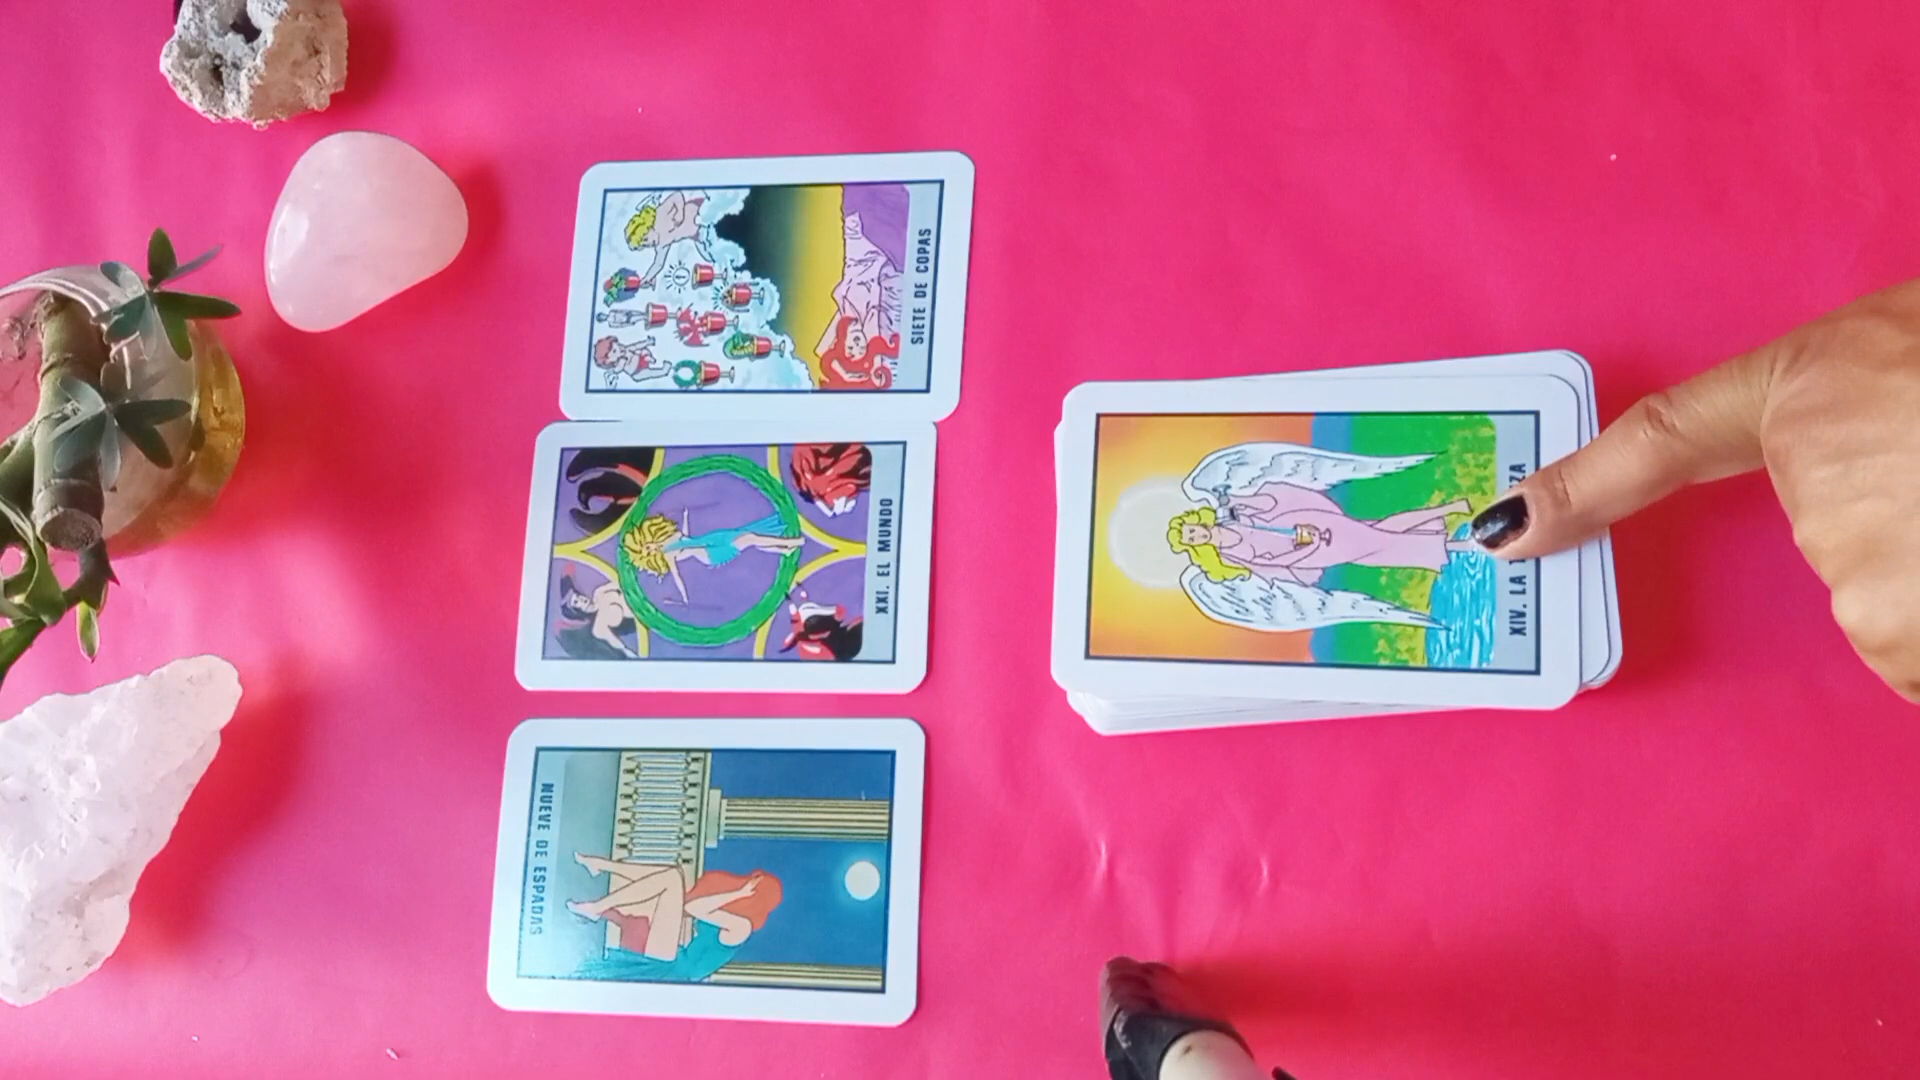 SIETE DE COPAS
XXI. EL MUNDO
NUEVE DE ESPADAS
XIV. LA